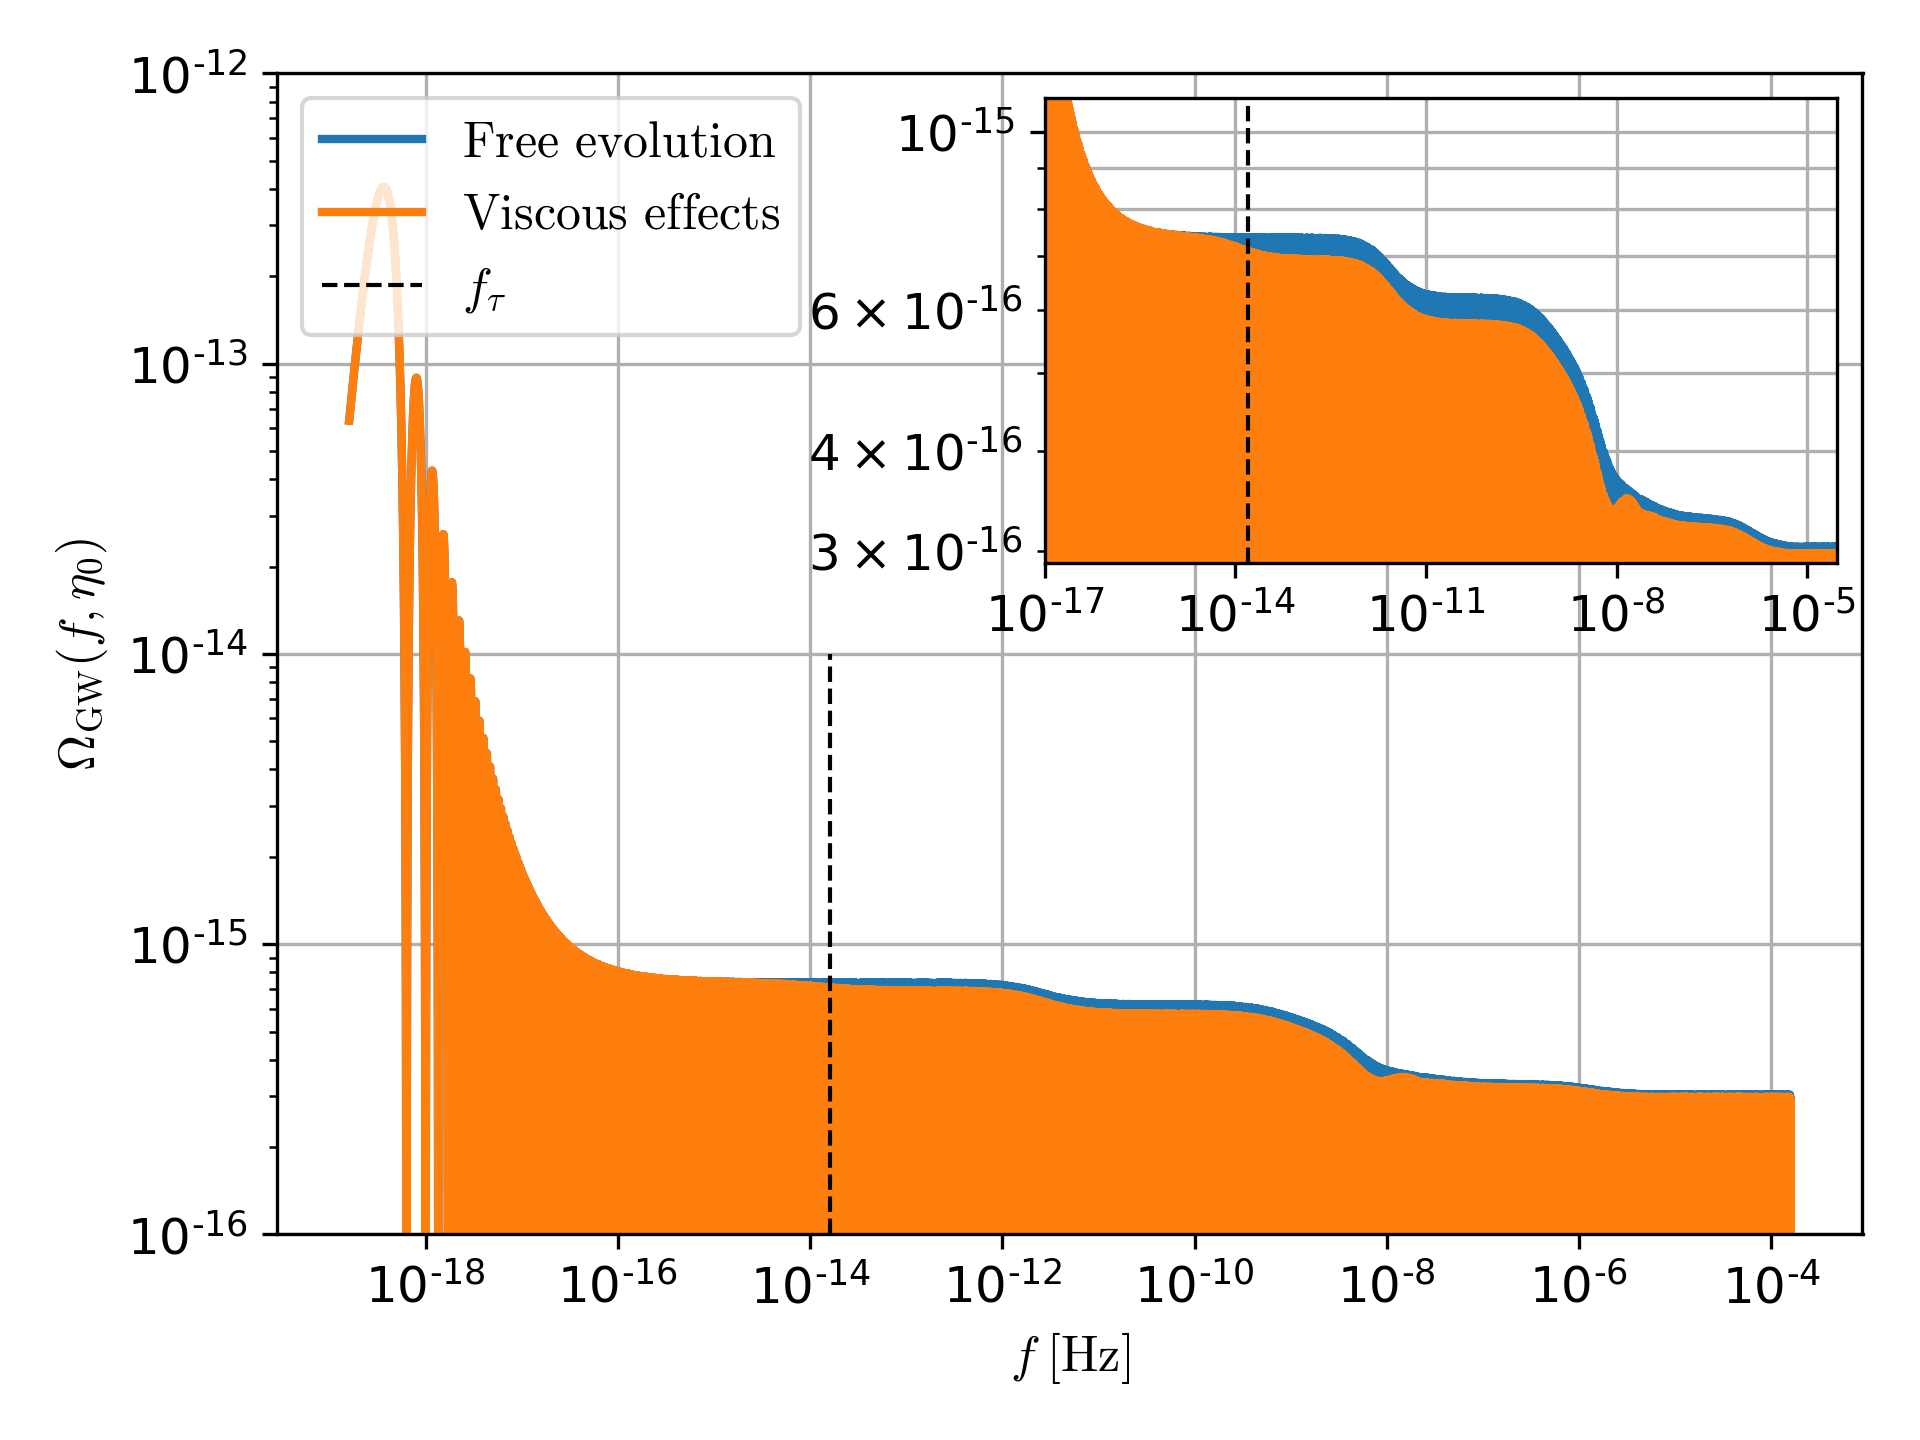 10⁻¹²
10⁻¹³
10⁻¹⁴
10⁻¹⁵
10⁻¹⁶
Ω_GW(f, η₀)
Free evolution
Viscous effects
f_τ
10⁻¹⁵
6 × 10⁻¹⁶
4 × 10⁻¹⁶
3 × 10⁻¹⁶
10⁻¹⁷ 10⁻¹⁴ 10⁻¹¹ 10⁻⁸ 10⁻⁵
10⁻¹⁸ 10⁻¹⁶ 10⁻¹⁴ 10⁻¹² 10⁻¹⁰ 10⁻⁸ 10⁻⁶ 10⁻⁴
f [Hz]